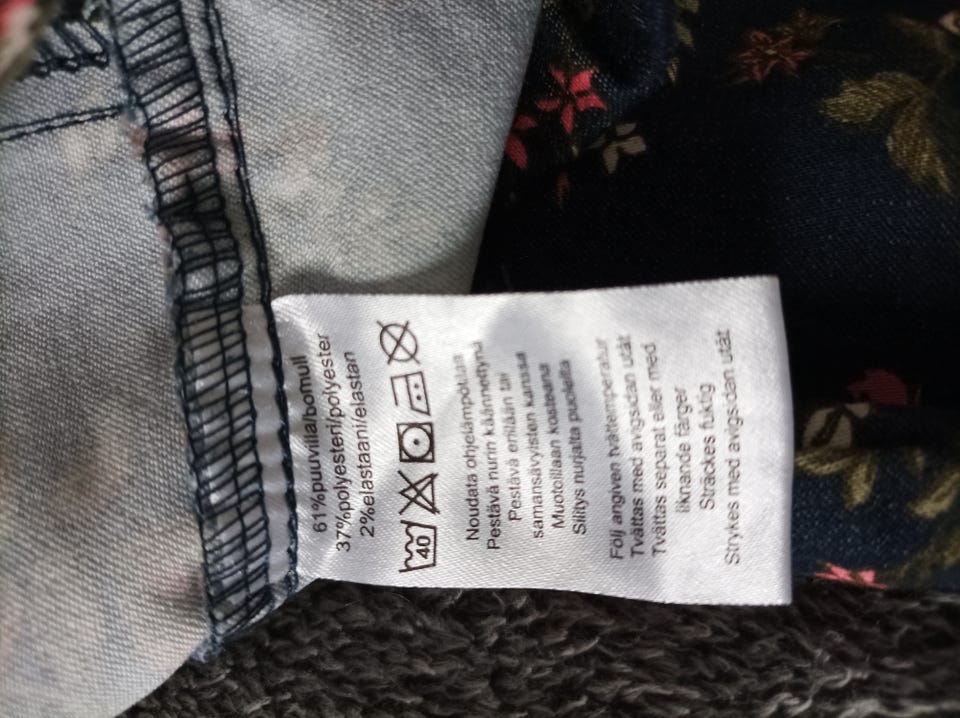 61%puuvilla/bomull
37%polyesteri/polyester
2%elastaani/elastan
40
Noudata ohjelämpötilaa
Pestävä nurin käännettynä
Pestävä erillään tai
samansävyisten kanssa
Muotoillaan kosteana
Silitys nurjalta puolelta
Följ angiven tvättemperatur
Tvättas med avigsidan utåt
Tvättas separat eller med
liknande färger
Sträckes fuktig
Strykes med avigsidan utåt